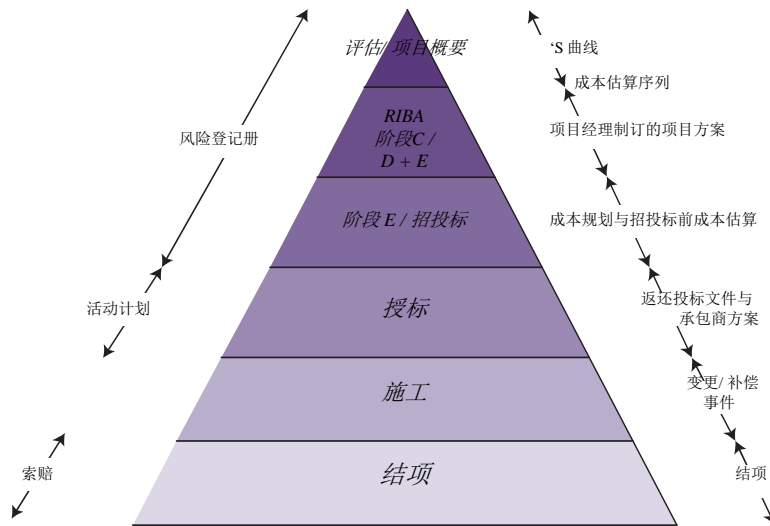 评估/ 项目概要
RIBA
阶段C /
D + E
阶段 E / 招投标
授标
施工
结项
风险登记册
活动计划
索赔
‘S 曲线
成本估算序列
项目经理制订的项目方案
成本规划与招投标前成本估算
返还投标文件与
承包商方案
变更/ 补偿
事件
结项